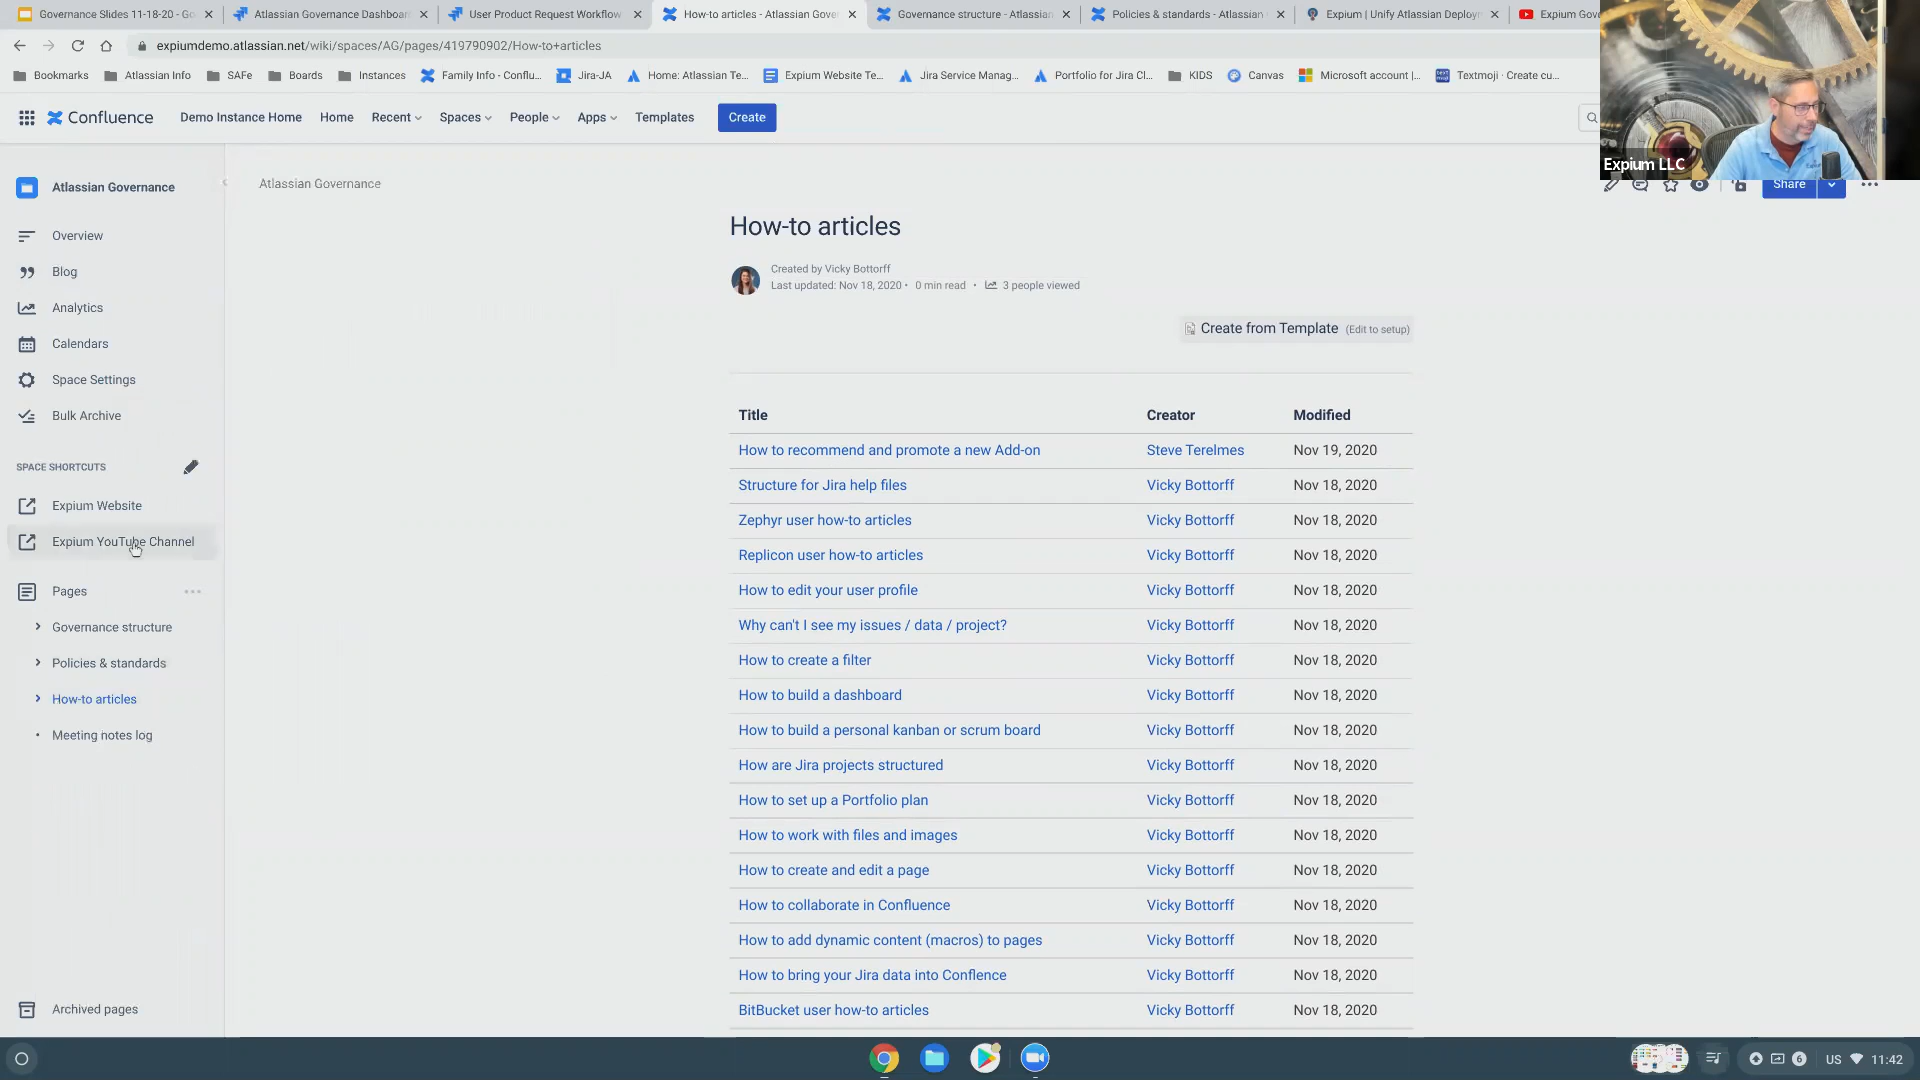 Governance Slides 11-18-20 - Go
Atlassian Governance Dashboard
User Product Request Workflow
How-to articles - Atlassian Gover
Governance structure - Atlassian
Policies & standards - Atlassian
Expium | Unify Atlassian Deploy
Expium Gov
expiumdemo.atlassian.net/wiki/spaces/AG/pages/419790902/How-to+articles
Bookmarks
Atlassian Info
SAFe
Boards
Instances
Family Info - Conflu...
Jira-JA
Home: Atlassian Te...
Expium Website Te...
Jira Service Manag...
Portfolio for Jira Cl...
KIDS
Canvas
Microsoft account |...
Textmoji · Create cu...
Confluence
Demo Instance Home
Home
Recent
Spaces
People
Apps
Templates
Create
Expium LLC
Share
Atlassian Governance
Overview
Blog
Analytics
Calendars
Space Settings
Bulk Archive
SPACE SHORTCUTS
Expium Website
Expium YouTube Channel
Pages
Governance structure
Policies & standards
How-to articles
Meeting notes log
Archived pages
Atlassian Governance
How-to articles
Created by Vicky Bottorff
Last updated: Nov 18, 2020 • 0 min read • 3 people viewed
Create from Template (Edit to setup)
Title Creator Modified
How to recommend and promote a new Add-on Steve Terelmes Nov 19, 2020
Structure for Jira help files Vicky Bottorff Nov 18, 2020
Zephyr user how-to articles Vicky Bottorff Nov 18, 2020
Replicon user how-to articles Vicky Bottorff Nov 18, 2020
How to edit your user profile Vicky Bottorff Nov 18, 2020
Why can't I see my issues / data / project? Vicky Bottorff Nov 18, 2020
How to create a filter Vicky Bottorff Nov 18, 2020
How to build a dashboard Vicky Bottorff Nov 18, 2020
How to build a personal kanban or scrum board Vicky Bottorff Nov 18, 2020
How are Jira projects structured Vicky Bottorff Nov 18, 2020
How to set up a Portfolio plan Vicky Bottorff Nov 18, 2020
How to work with files and images Vicky Bottorff Nov 18, 2020
How to create and edit a page Vicky Bottorff Nov 18, 2020
How to collaborate in Confluence Vicky Bottorff Nov 18, 2020
How to add dynamic content (macros) to pages Vicky Bottorff Nov 18, 2020
How to bring your Jira data into Conflence Vicky Bottorff Nov 18, 2020
BitBucket user how-to articles Vicky Bottorff Nov 18, 2020
6 US 11:42